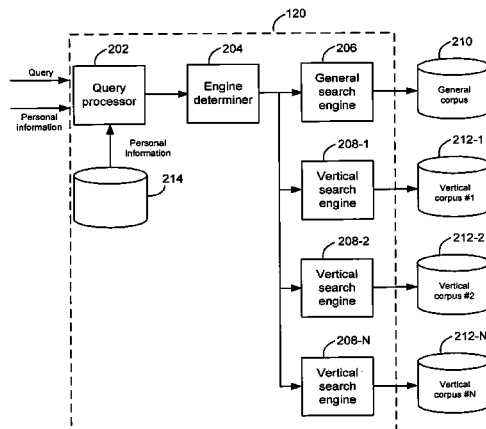 120
202
204
206
210
Query
Personal
information
Query
processor
Engine
determiner
General
search
engine
General
corpus
Personal
Information
214
208-1
Vertical
search
engine
212-1
Vertical
corpus #1
208-2
Vertical
search
engine
212-2
Vertical
corpus #2
208-N
Vertical
search
engine
212-N
Vertical
corpus #N